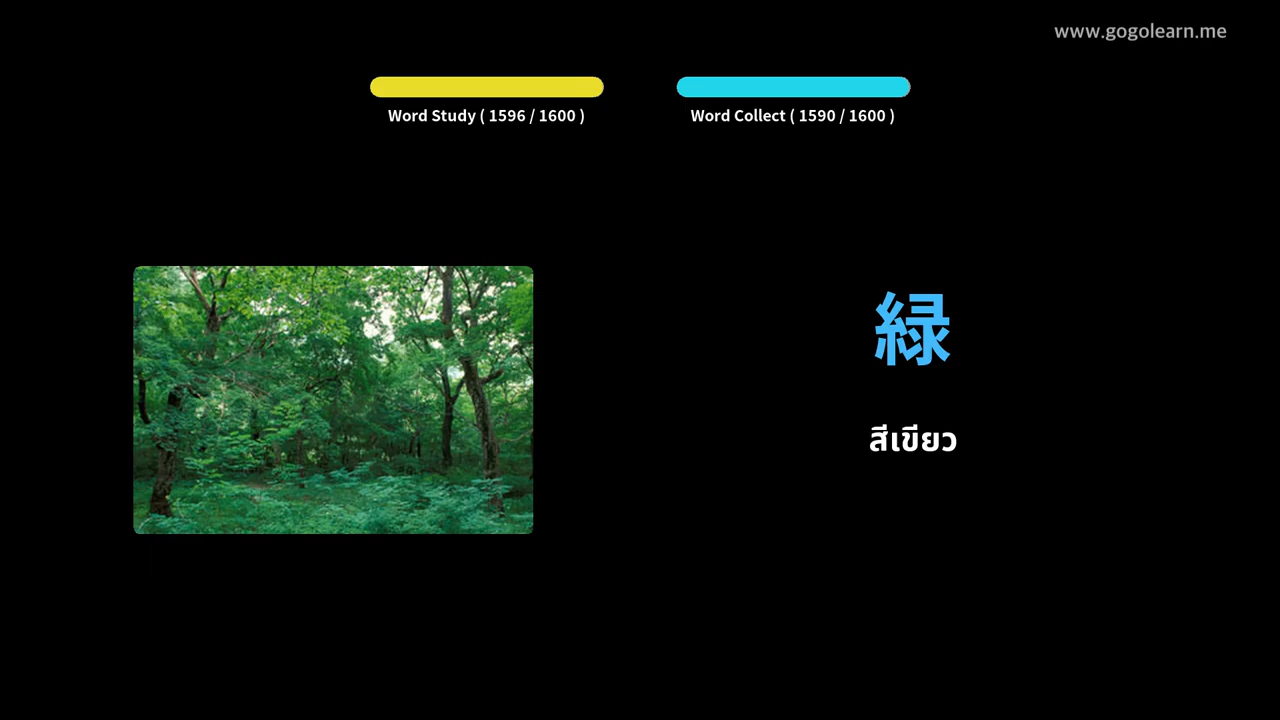 www.gogolearn.me
Word Study ( 1596 / 1600 )
Word Collect ( 1590 / 1600 )
緑
สีเขียว